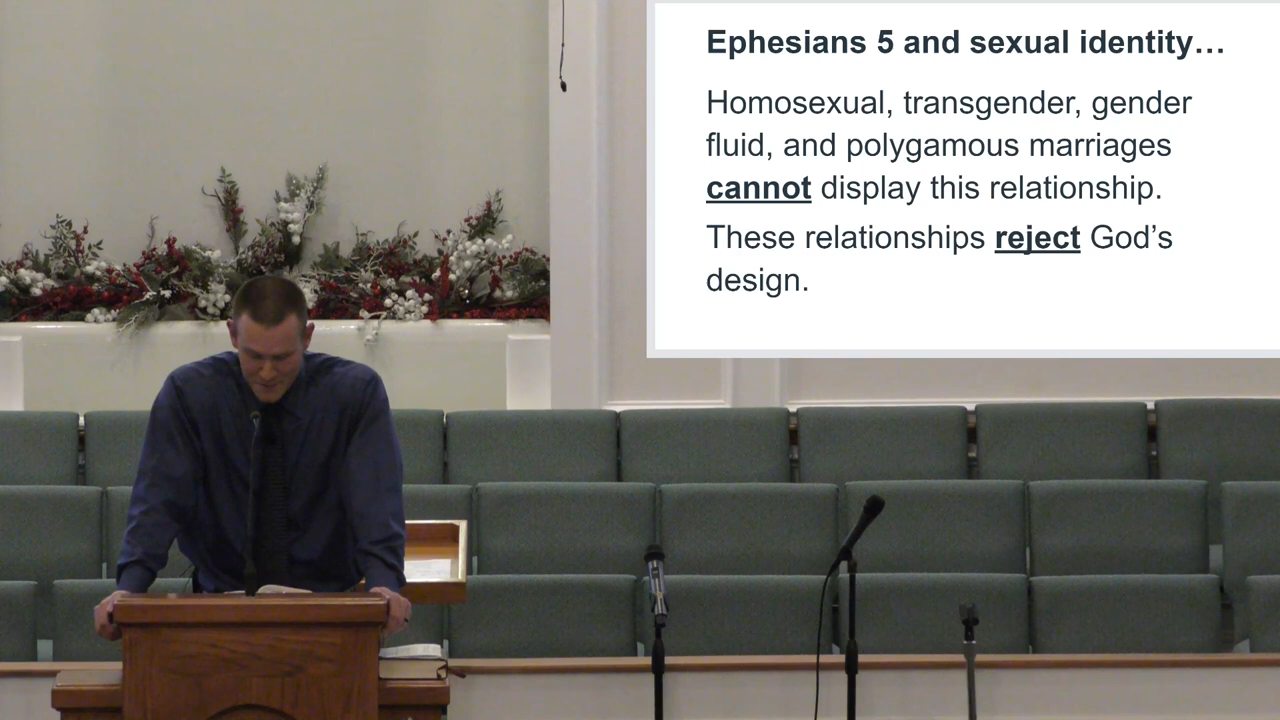 Ephesians 5 and sexual identity…
Homosexual, transgender, gender
fluid, and polygamous marriages
cannot display this relationship.
These relationships reject God’s
design.